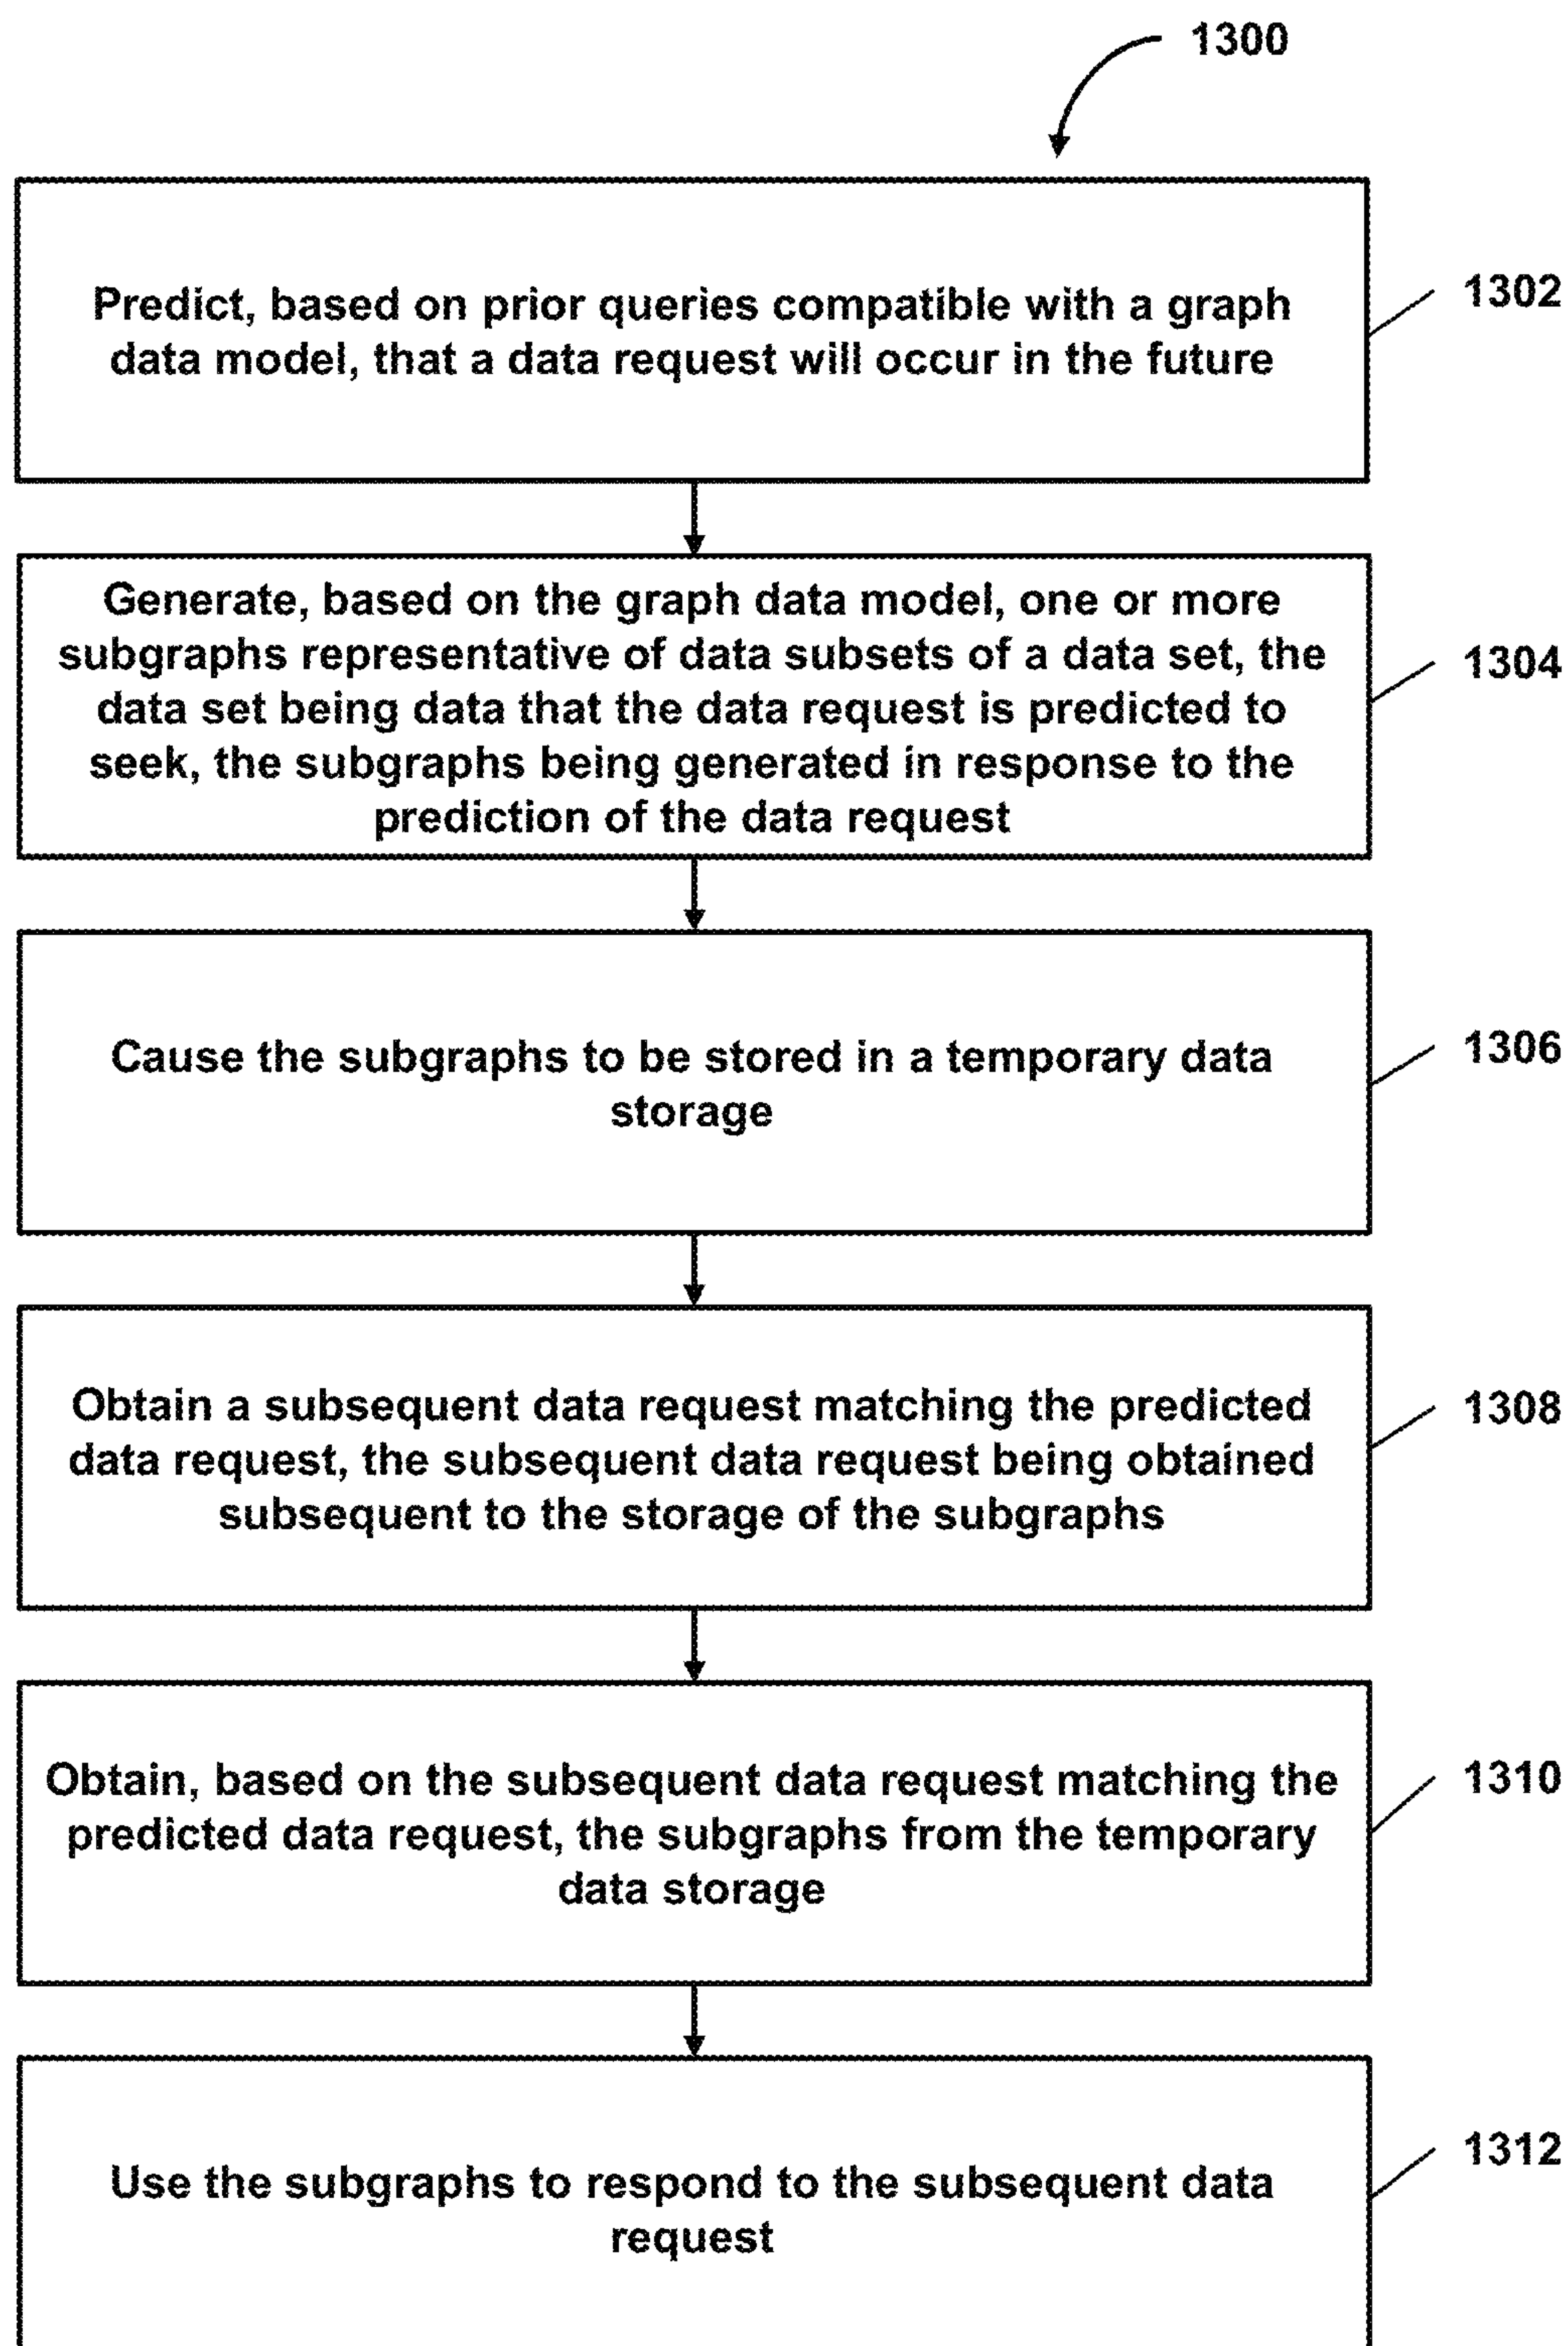 1300
Predict, based on prior queries compatible with a graph
data model, that a data request will occur in the future
1302
Generate, based on the graph data model, one or more
subgraphs representative of data subsets of a data set, the
data set being data that the data request is predicted to
seek, the subgraphs being generated in response to the
prediction of the data request
1304
Cause the subgraphs to be stored in a temporary data
storage
1306
Obtain a subsequent data request matching the predicted
data request, the subsequent data request being obtained
subsequent to the storage of the subgraphs
1308
Obtain, based on the subsequent data request matching the
predicted data request, the subgraphs from the temporary
data storage
1310
Use the subgraphs to respond to the subsequent data
request
1312